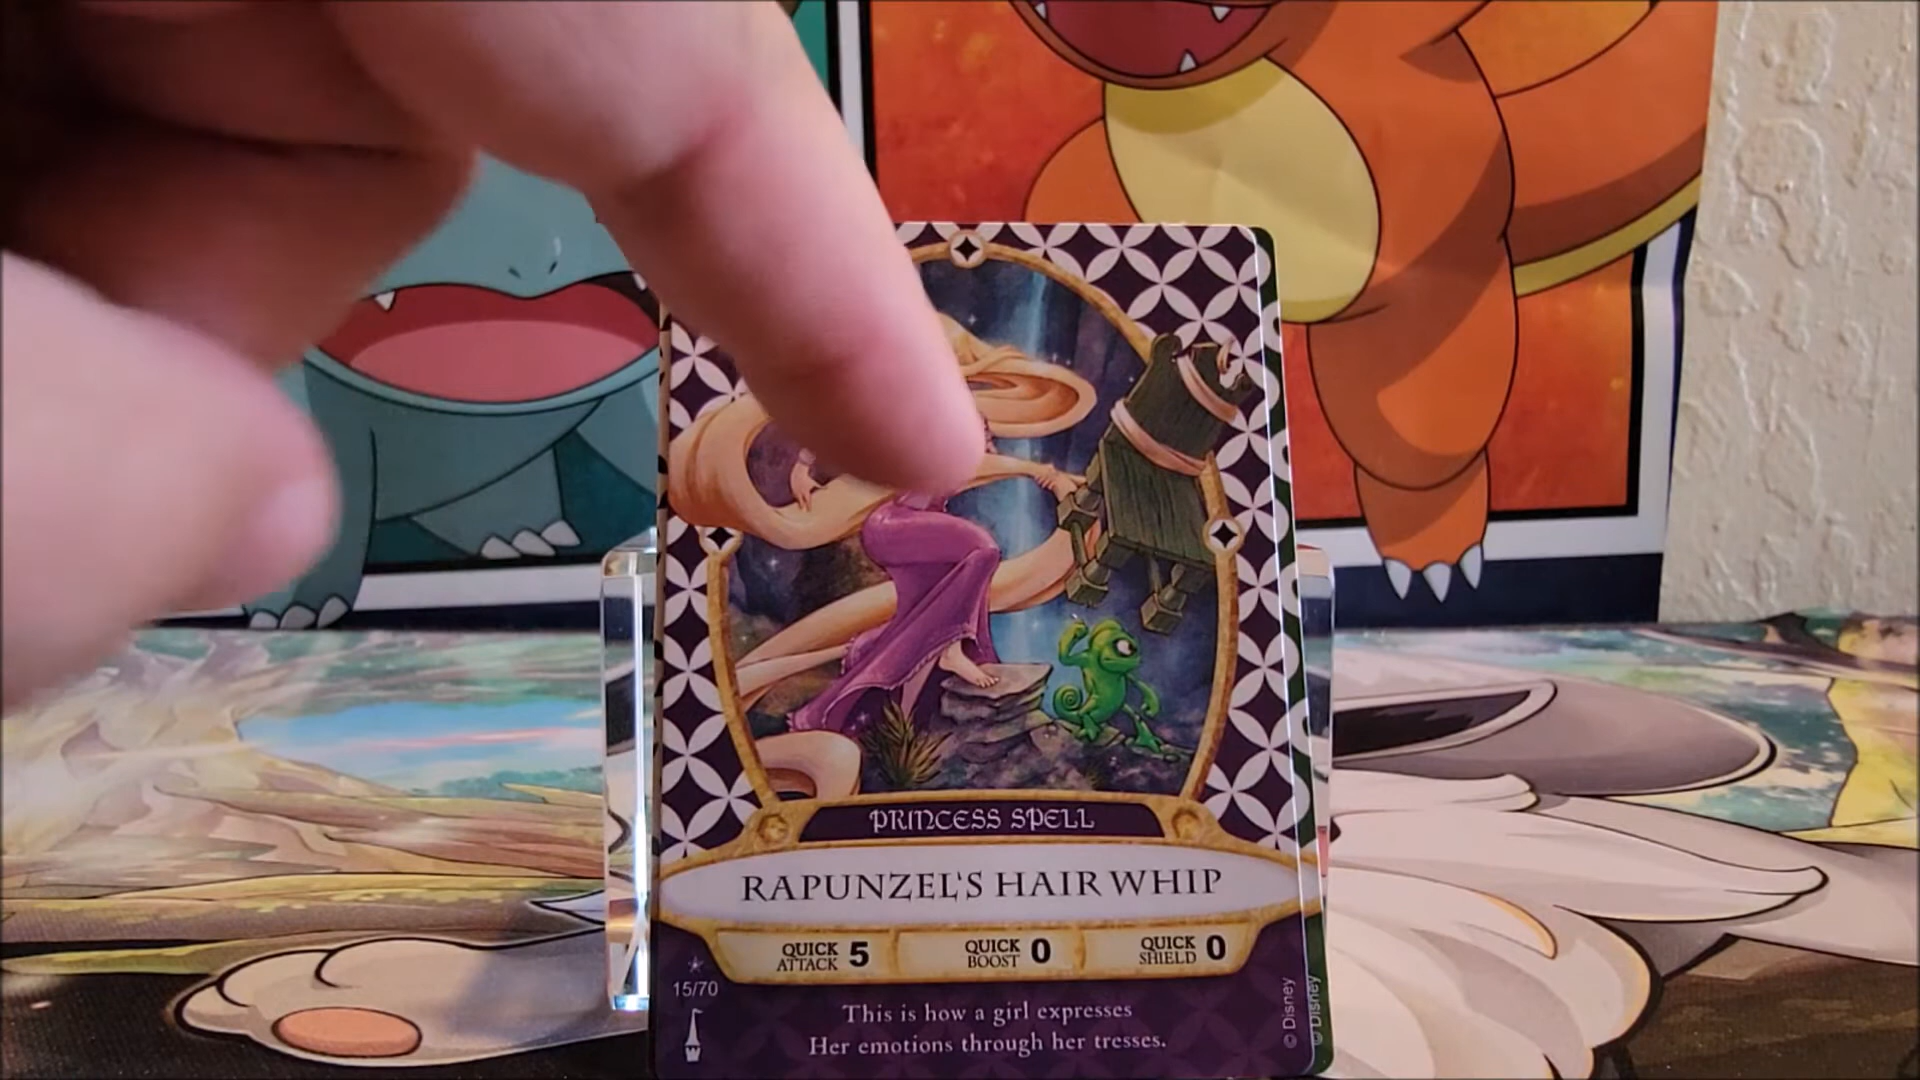 PRINCESS SPELL
RAPUNZEL'S HAIR WHIP
QUICK ATTACK 5
QUICK BOOST 0
QUICK SHIELD 0
15/70
This is how a girl expresses
Her emotions through her tresses.
© Disney
© Disney